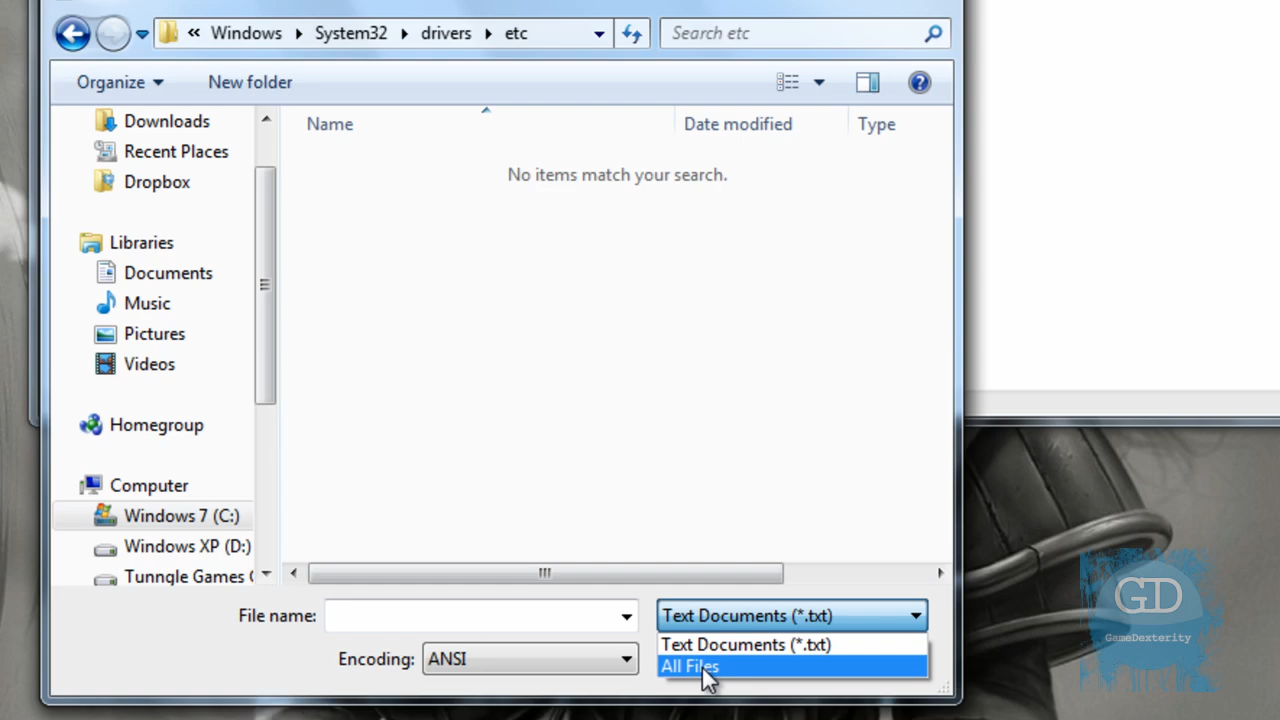 « Windows System32 drivers etc
Search etc
Organize
New folder
Name
Date modified
Type
No items match your search.
Downloads
Recent Places
Dropbox
Libraries
Documents
Music
Pictures
Videos
Homegroup
Computer
Windows 7 (C:)
Windows XP (D:)
Tunngle Games
File name:
Text Documents (*.txt)
Text Documents (*.txt)
All Files
Encoding:
ANSI
GD
GameDexterity